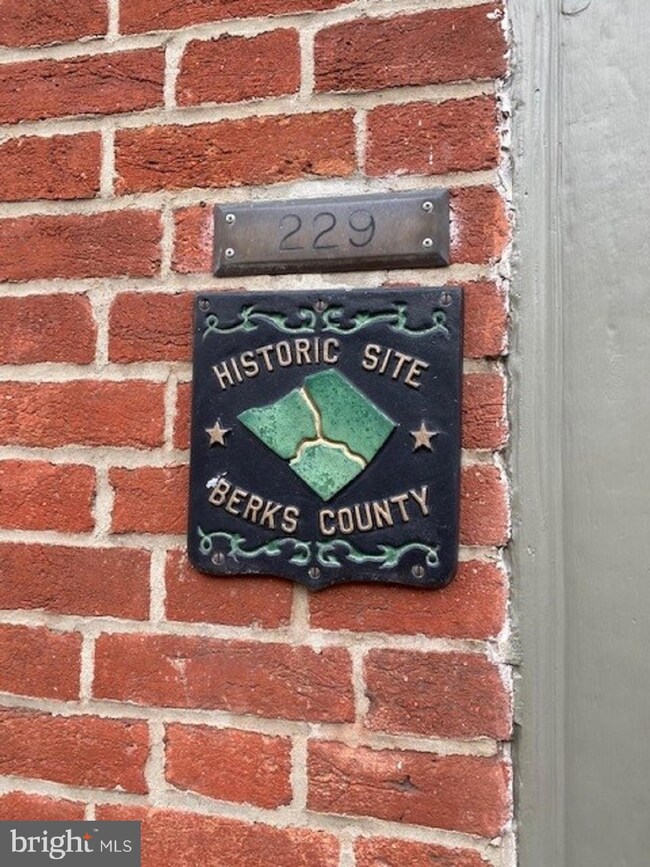 229
HISTORIC SITE
BERKS COUNTY
bright MLS